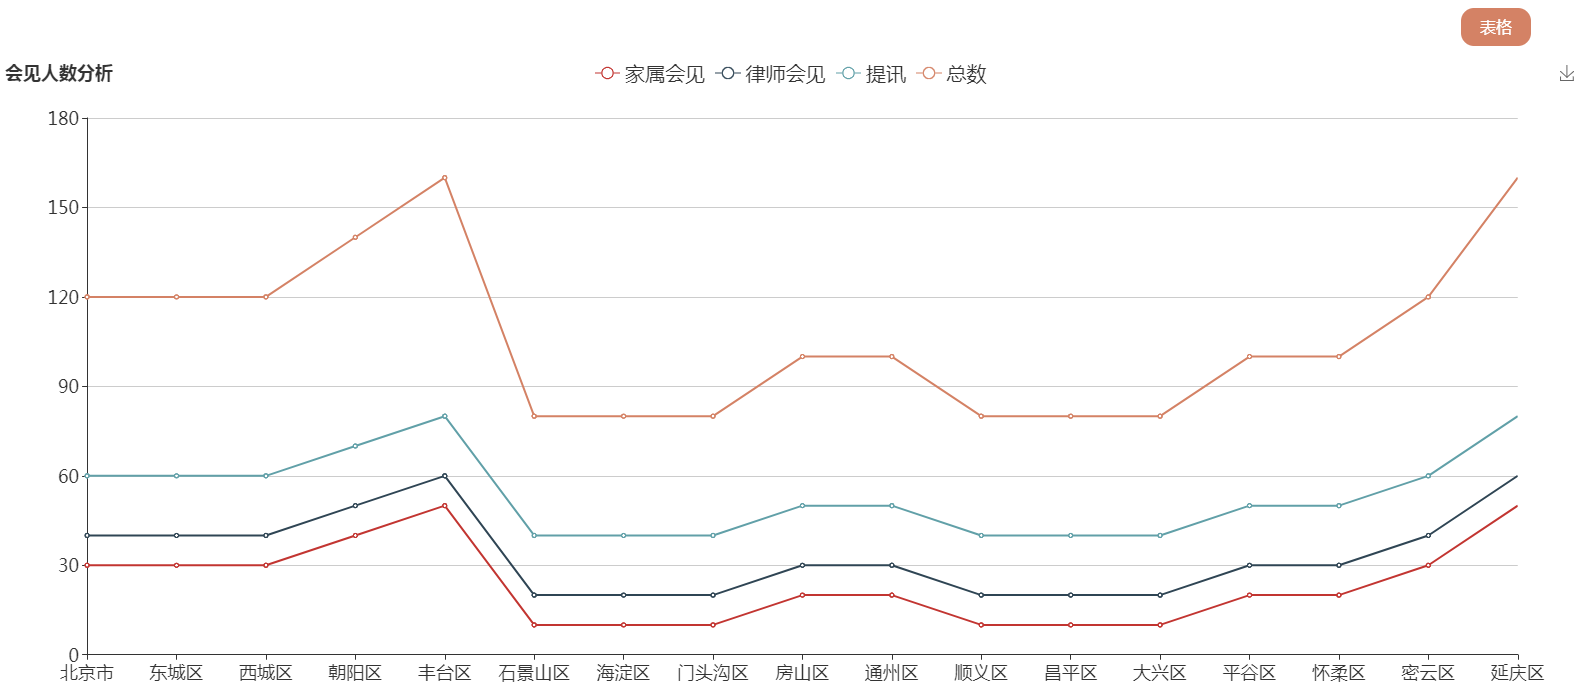 表格
会见人数分析
家属会见 律师会见 提讯 总数
180
150
120
90
60
30
0
北京市 东城区 西城区 朝阳区 丰台区 石景山区 海淀区 门头沟区 房山区 通州区 顺义区 昌平区 大兴区 平谷区 怀柔区 密云区 延庆区